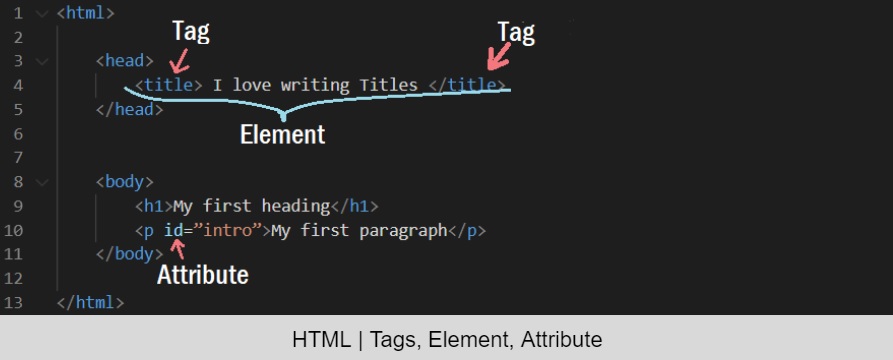 1 <html>
2
Tag Tag
3 <head>
4 <title> I love writing Titles </title>
5 </head>
6 Element
7
8 <body>
9 <h1>My first heading</h1>
10 <p id=”intro”>My first paragraph</p>
11 </body>
Attribute
12
13 </html>
HTML | Tags, Element, Attribute